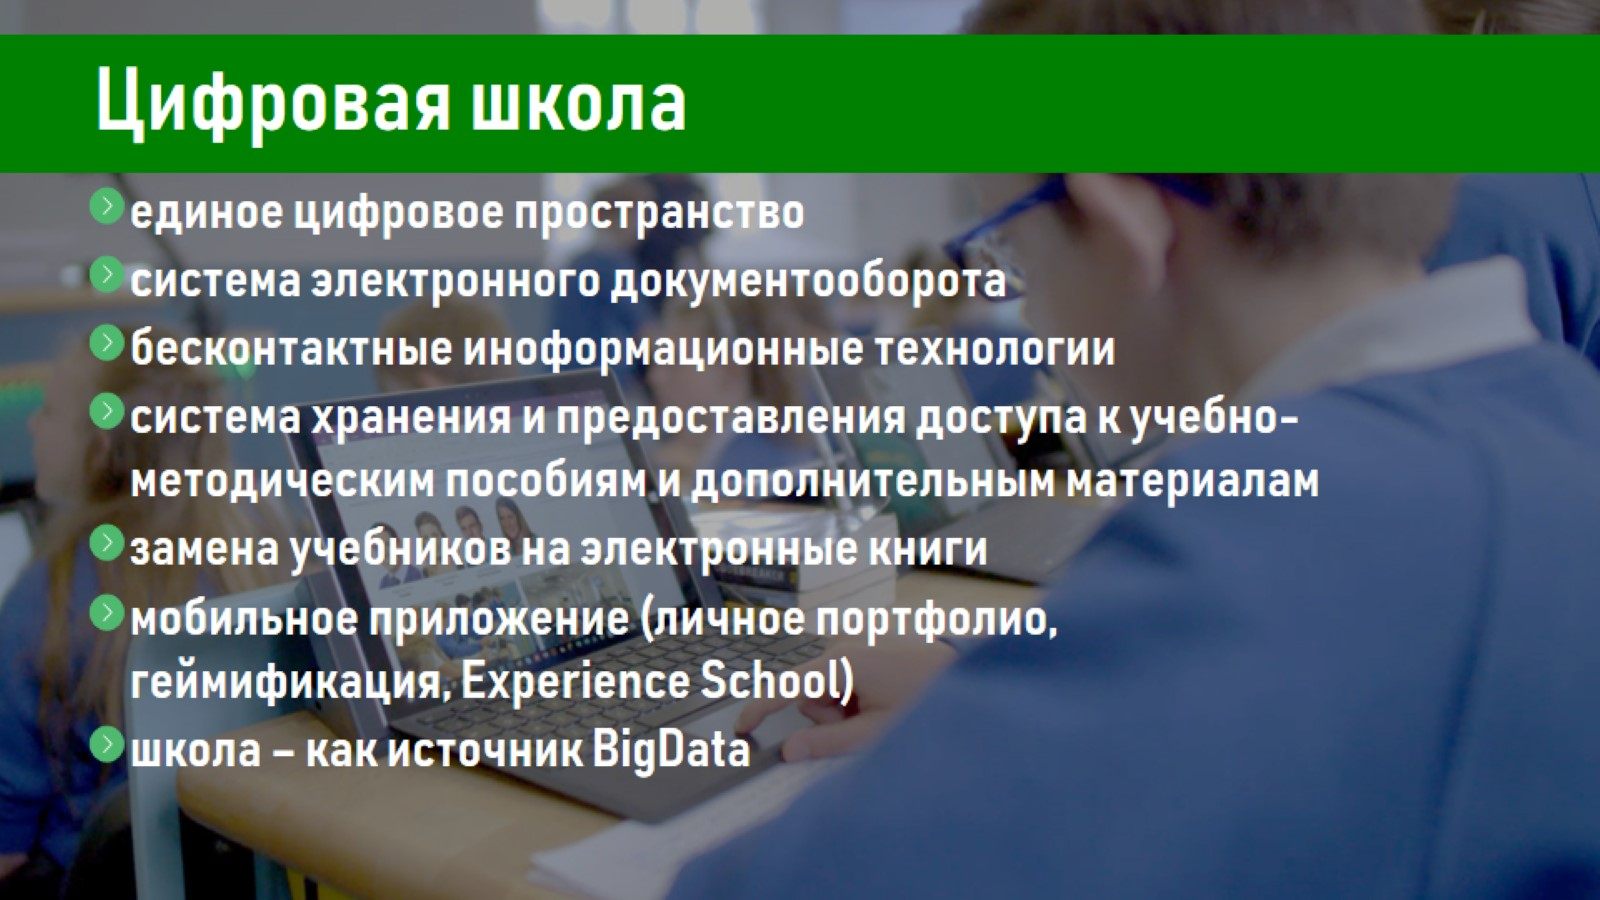 Цифровая школа
единое цифровое пространство
система электронного документооборота
бесконтактные иноформационные технологии
система хранения и предоставления доступа к учебно-
методическим пособиям и дополнительным материалам
замена учебников на электронные книги
мобильное приложение (личное портфолио,
геймификация, Experience School)
школа – как источник BigData